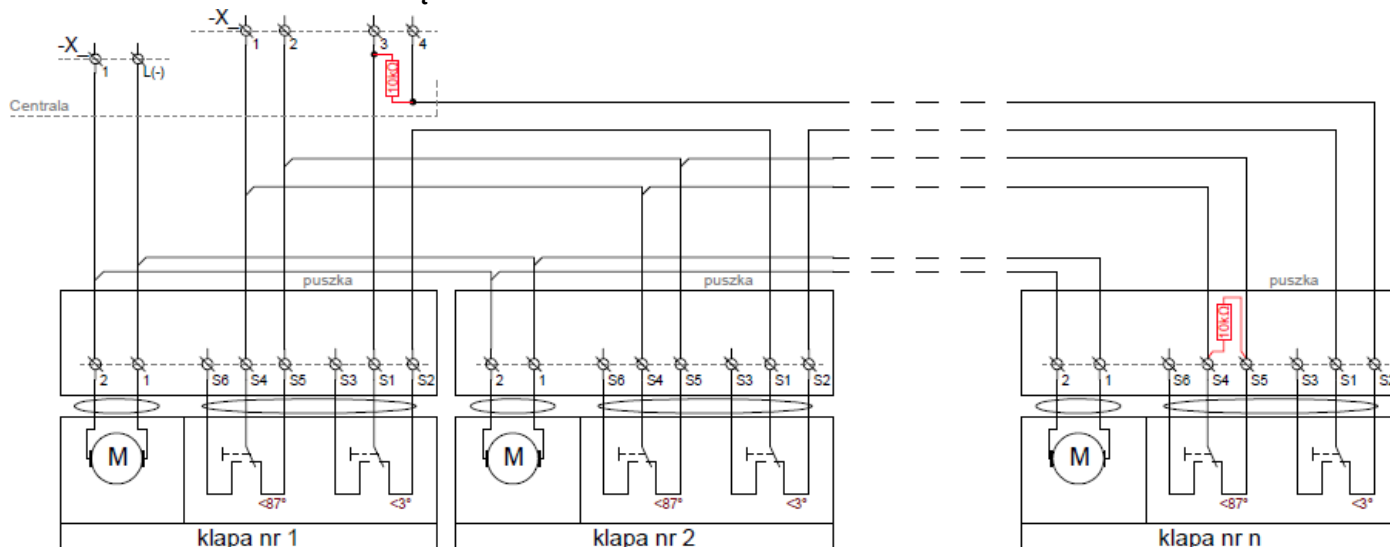 -X_
1 2 3 4
-X_
1 L(-)
10kΩ
Centrala
puszka puszka puszka
10kΩ
2 1 S6 S4 S5 S3 S1 S2
2 1 S6 S4 S5 S3 S1 S2
2 1 S6 S4 S5 S3 S1
M <87° <3°
M <87° <3°
M <87° <3°
klapa nr 1
klapa nr 2
klapa nr n